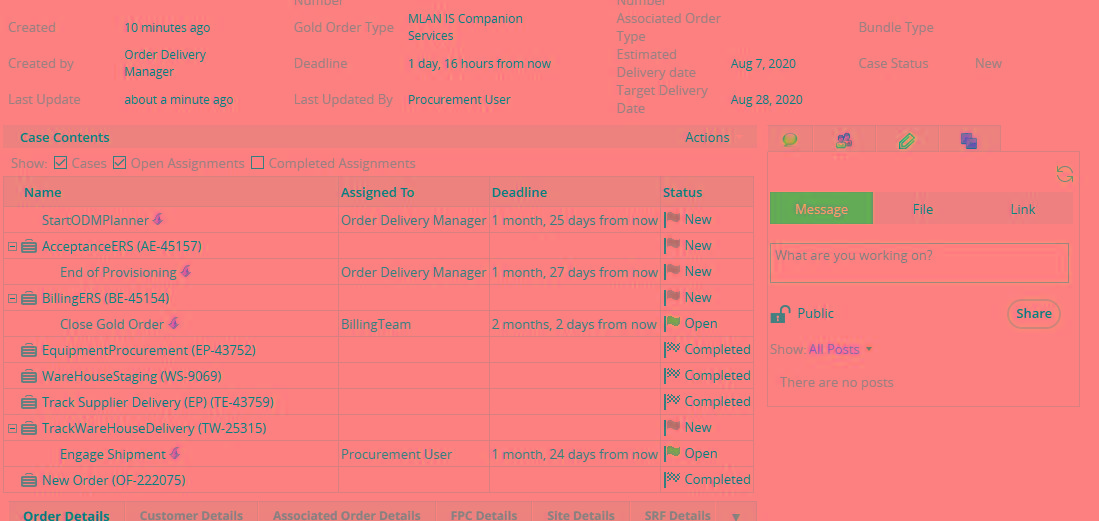 Number
Number
Created 10 minutes ago Gold Order Type MLAN IS Companion Services Associated Order Type Bundle Type
Created by Order Delivery Manager Deadline 1 day, 16 hours from now Estimated Delivery date Aug 7, 2020 Case Status New
Last Update about a minute ago Last Updated By Procurement User Target Delivery Date Aug 28, 2020
Case Contents Actions
Show: Cases Open Assignments Completed Assignments
Name Assigned To Deadline Status
StartODMPlanner Order Delivery Manager 1 month, 25 days from now New
AcceptanceERS (AE-45157) New
End of Provisioning Order Delivery Manager 1 month, 27 days from now New
BillingERS (BE-45154) New
Close Gold Order BillingTeam 2 months, 2 days from now Open
EquipmentProcurement (EP-43752) Completed
WareHouseStaging (WS-9069) Completed
Track Supplier Delivery (EP) (TE-43759) Completed
TrackWareHouseDelivery (TW-25315) New
Engage Shipment Procurement User 1 month, 24 days from now Open
New Order (OF-222075) Completed
Order Details Customer Details Associated Order Details FPC Details Site Details SRF Details
Message File Link
What are you working on?
Public Share
Show: All Posts
There are no posts